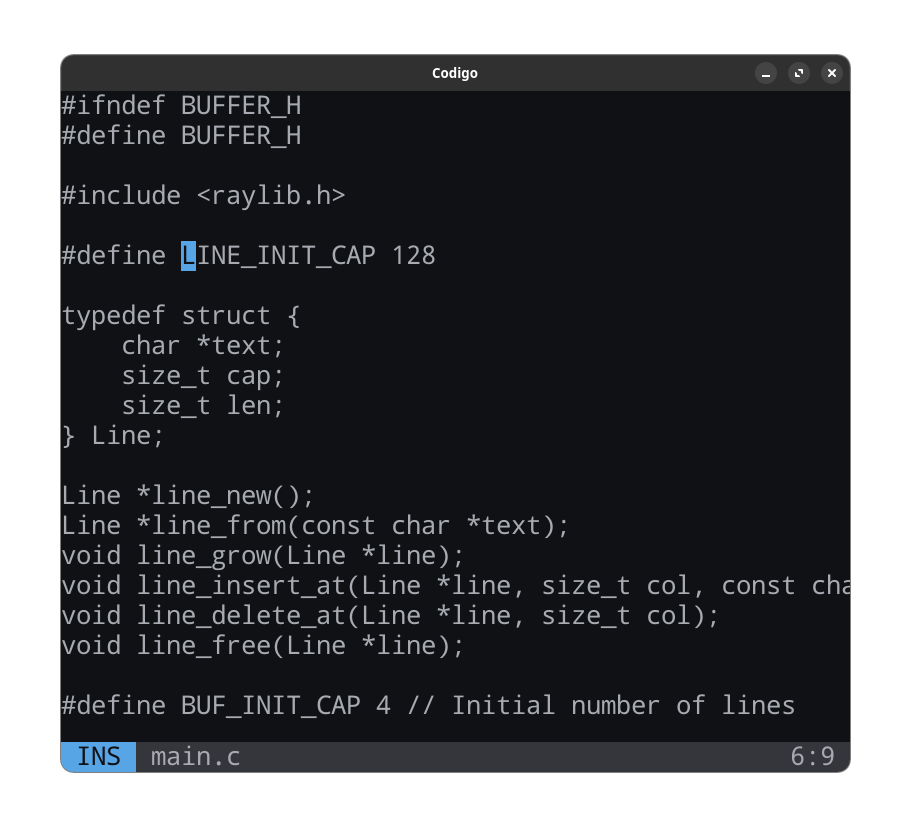 Codigo
#ifndef BUFFER_H
#define BUFFER_H
#include <raylib.h>
#define LINE_INIT_CAP 128
typedef struct {
    char *text;
    size_t cap;
    size_t len;
} Line;
Line *line_new();
Line *line_from(const char *text);
void line_grow(Line *line);
void line_insert_at(Line *line, size_t col, const cha
void line_delete_at(Line *line, size_t col);
void line_free(Line *line);
#define BUF_INIT_CAP 4 // Initial number of lines
INS main.c 6:9